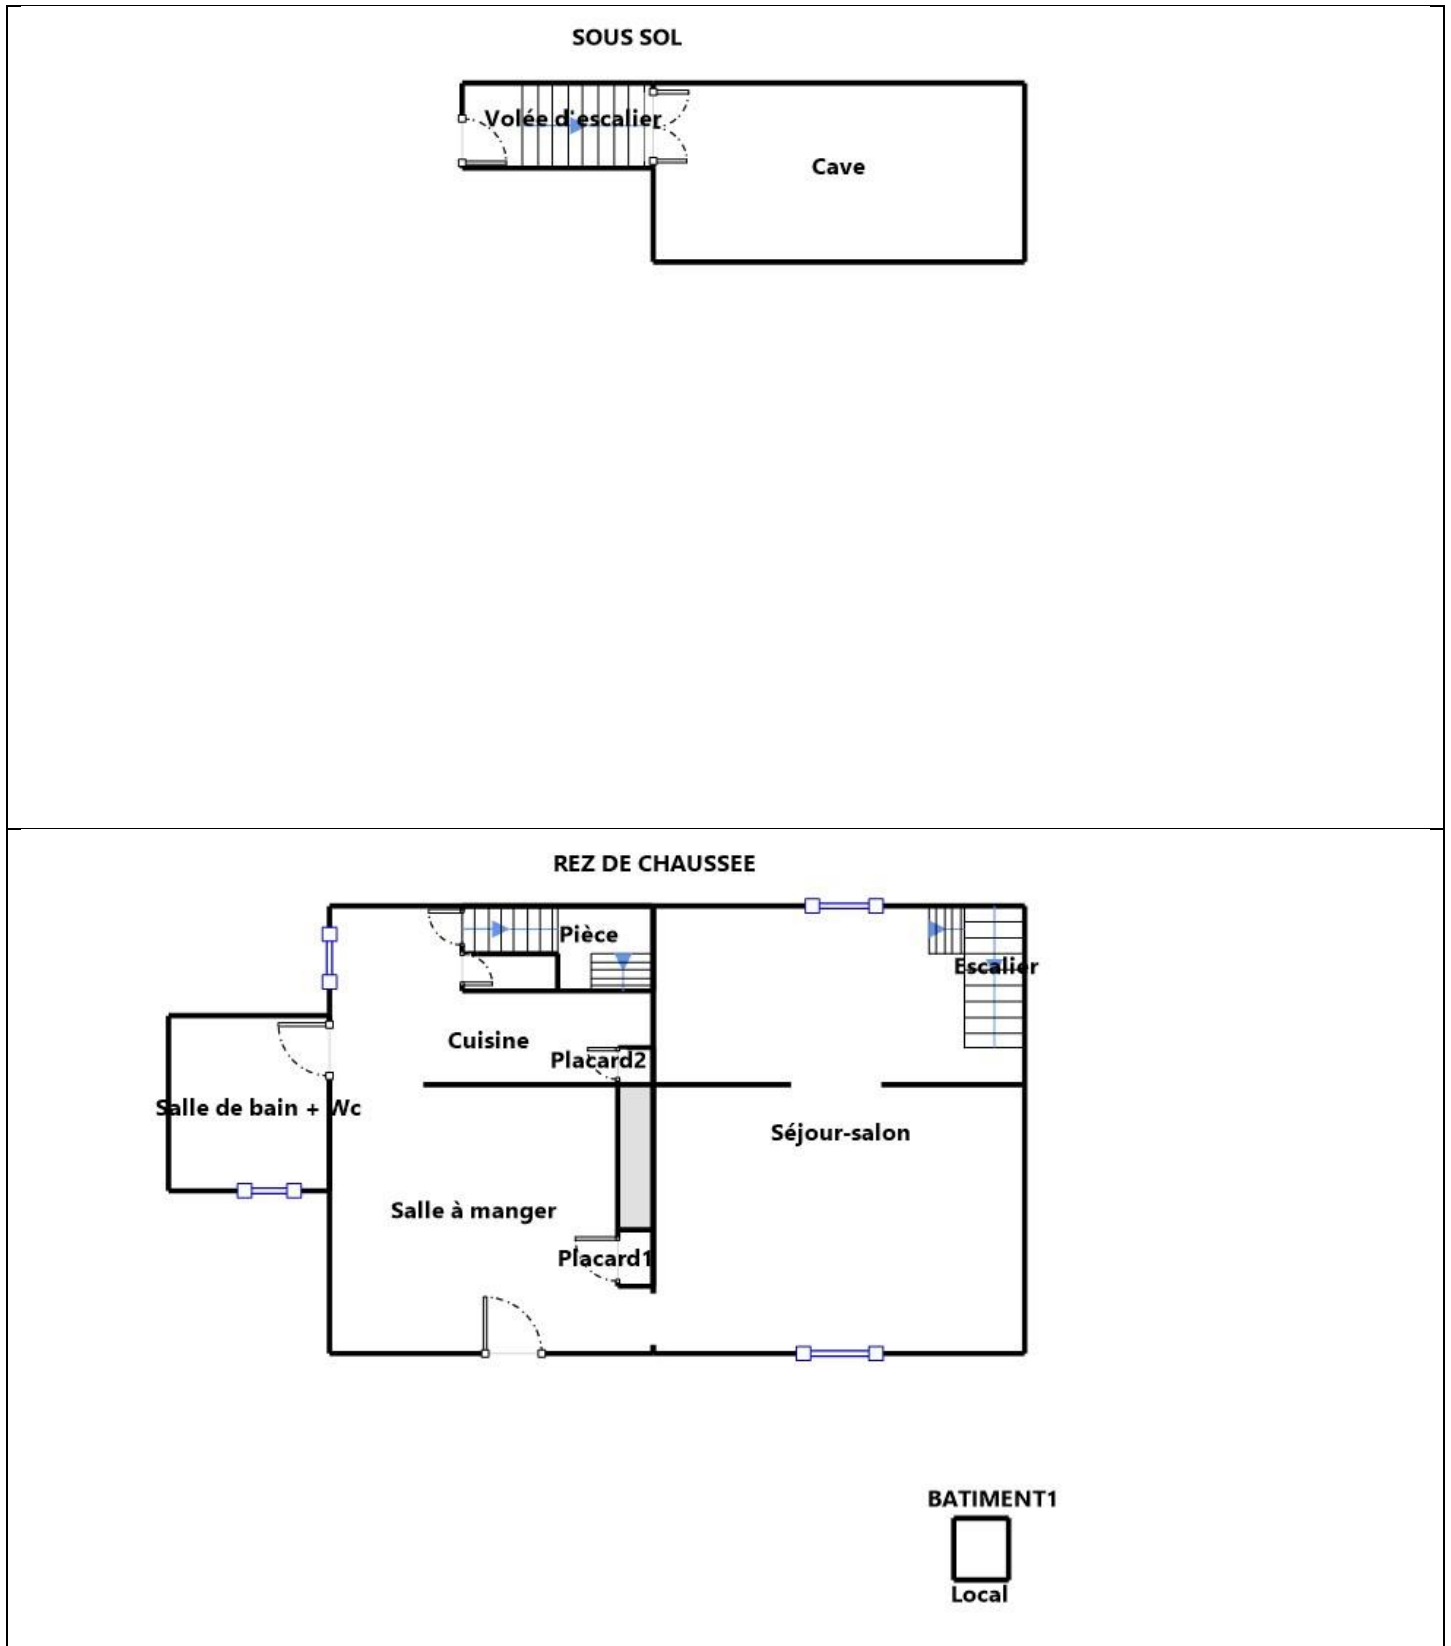 SOUS SOL
Volée d'escalier
Cave
REZ DE CHAUSSEE
Pièce
Escalier
Cuisine
Placard2
Salle de bain + Wc
Séjour-salon
Salle à manger
Placard1
BATIMENT1
Local